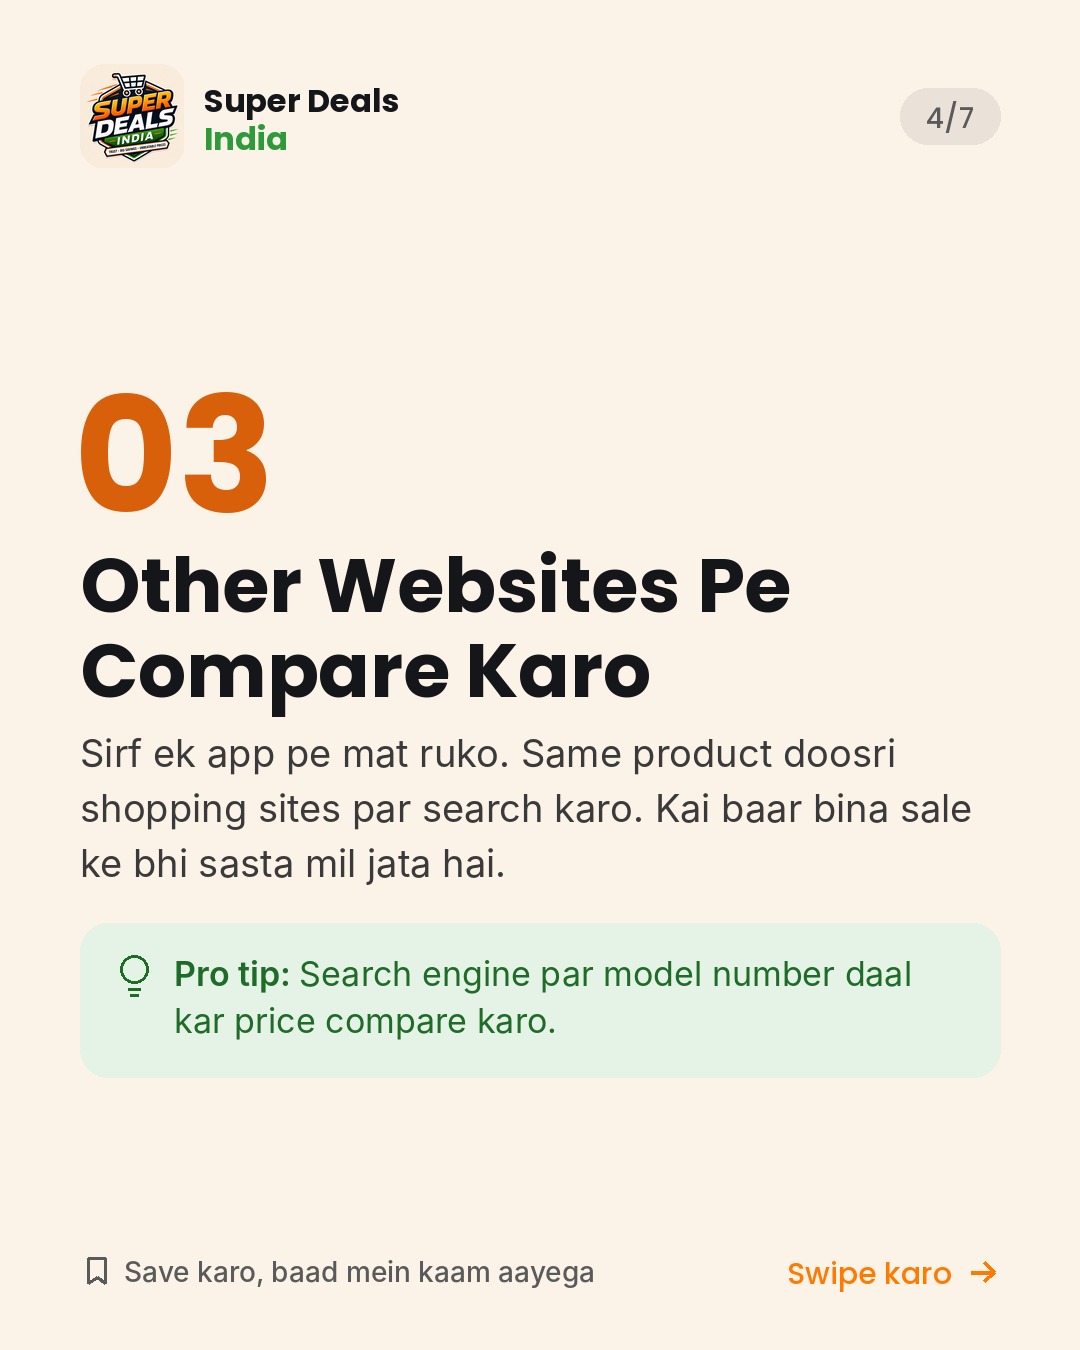 SUPER
DEALS
INDIA
Super Deals
India
4/7
03
Other Websites Pe
Compare Karo
Sirf ek app pe mat ruko. Same product doosri
shopping sites par search karo. Kai baar bina sale
ke bhi sasta mil jata hai.
Pro tip: Search engine par model number daal
kar price compare karo.
Save karo, baad mein kaam aayega
Swipe karo